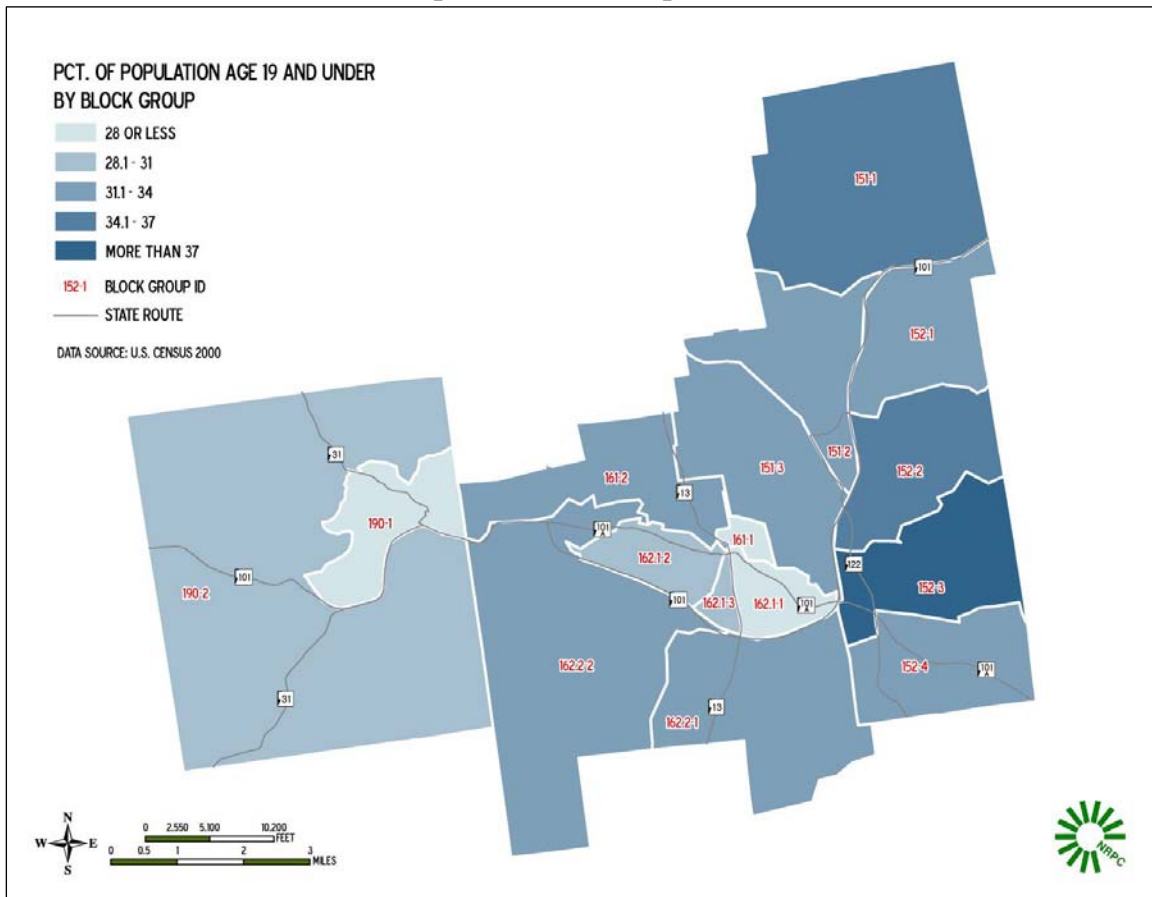 PCT. OF POPULATION AGE 19 AND UNDER
BY BLOCK GROUP
28 OR LESS
28.1 - 31
31.1 - 34
34.1 - 37
MORE THAN 37
152-1 BLOCK GROUP ID
STATE ROUTE
DATA SOURCE: U.S. CENSUS 2000
151-1
101
152-1
31
151-2
151-3
152-2
161-2
13
190-1
101
A
161-1
162.1-2
122
101
190-2
152-3
101
162.1-3
162.1-1
101
A
162.2-2
152-4
101
A
31
162.2-1
13
N
W E
S
0 2,550 5,100 10,200
FEET
0 0.5 1 2 3
MILES
NRPC